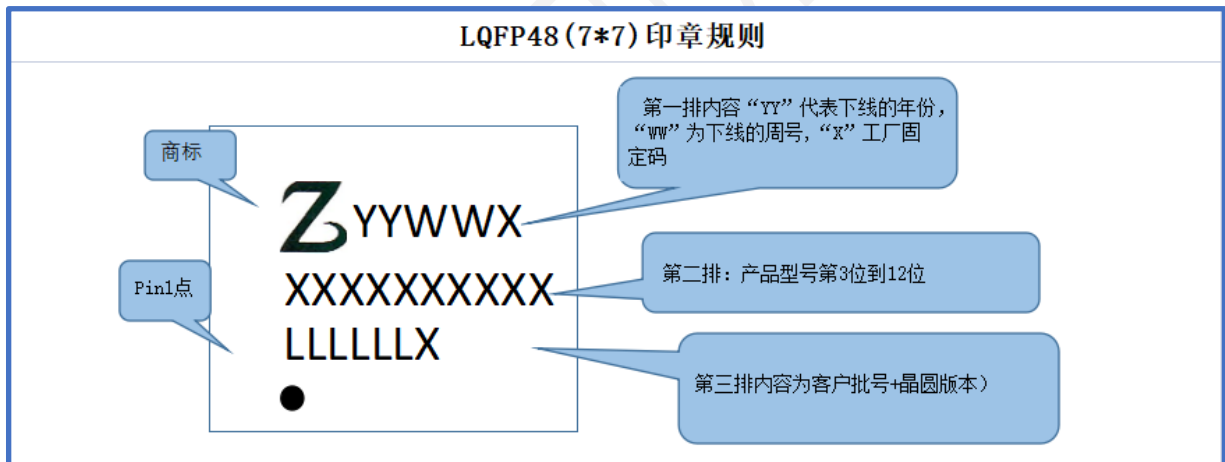 LQFP48(7*7)印章规则
第一排内容“YY”代表下线的年份,
“WW”为下线的周号, “X”工厂固
定码
商标
Z YYWWX
第二排: 产品型号第3位到12位
Pin1点
XXXXXXXXXX
LLLLLLX
第三排内容为客户批号+晶圆版本）